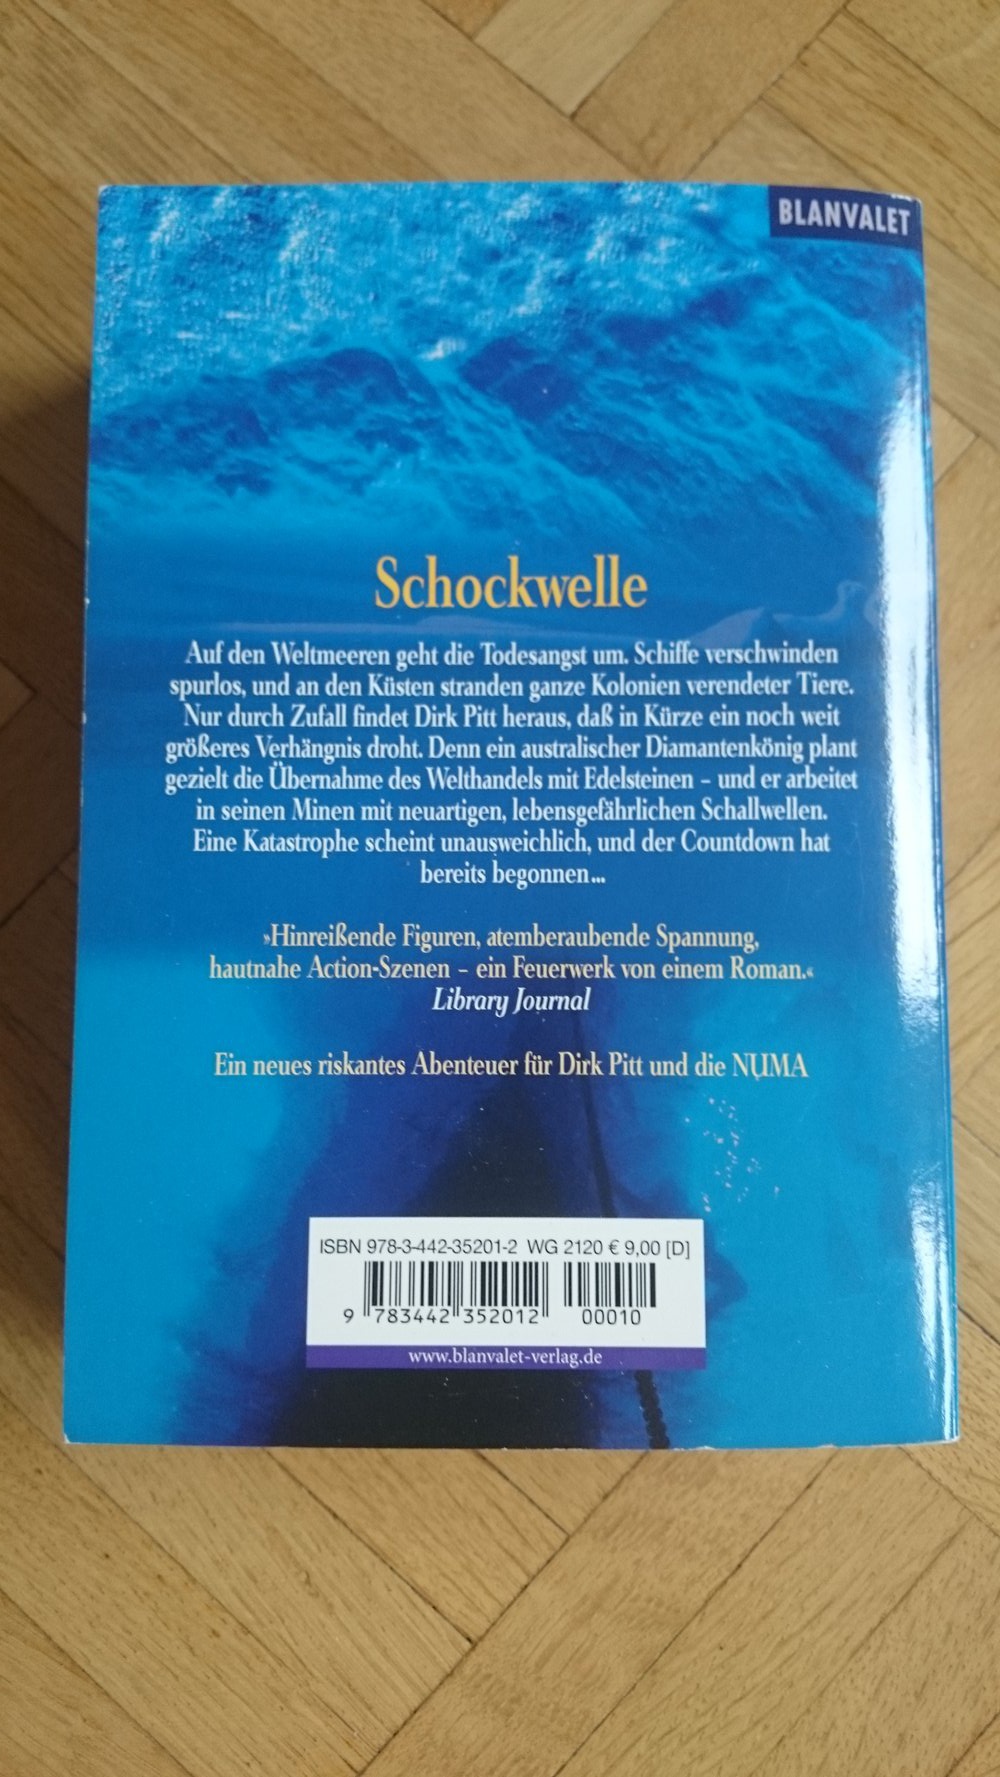 BLANVALET
Schockwelle
Auf den Weltmeeren geht die Todesangst um. Schiffe verschwinden
spurlos, und an den Küsten stranden ganze Kolonien verendeter Tiere.
Nur durch Zufall findet Dirk Pitt heraus, daß in Kürze ein noch weit
größeres Verhängnis droht. Denn ein australischer Diamantenkönig plant
gezielt die Übernahme des Welthandels mit Edelsteinen – und er arbeitet
in seinen Minen mit neuartigen, lebensgefährlichen Schallwellen.
Eine Katastrophe scheint unausweichlich, und der Countdown hat
bereits begonnen...
»Hinreißende Figuren, atemberaubende Spannung,
hautnahe Action-Szenen – ein Feuerwerk von einem Roman.«
Library Journal
Ein neues riskantes Abenteuer für Dirk Pitt und die NUMA
ISBN 978-3-442-35201-2 WG 2120 € 9,00 [D]
9 783442 352012 00010
www.blanvalet-verlag.de